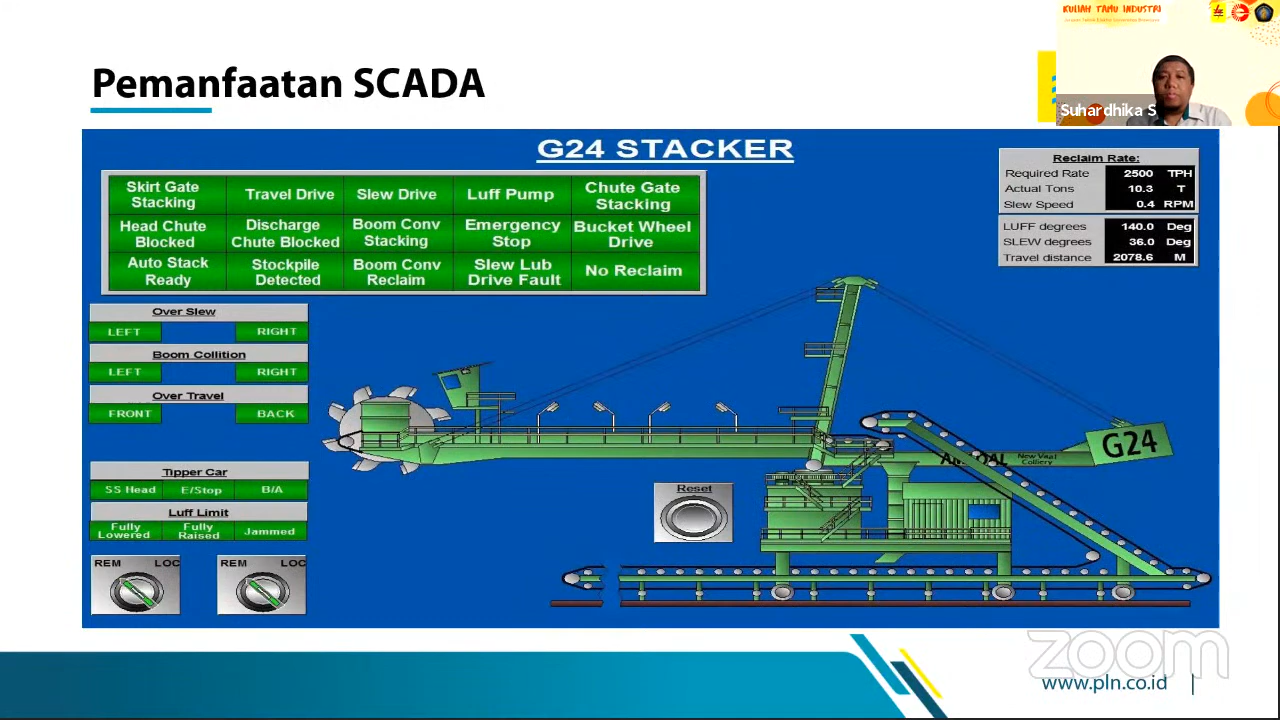 KULIAH TAMU INDUSTRI
Suhardhika S
Pemanfaatan SCADA
G24 STACKER
Skirt Gate
Stacking
Travel Drive
Slew Drive
Luff Pump
Chute Gate
Stacking
Head Chute
Blocked
Discharge
Chute Blocked
Boom Conv
Stacking
Emergency
Stop
Bucket Wheel
Drive
Auto Stack
Ready
Stockpile
Detected
Boom Conv
Reclaim
Slew Lub
Drive Fault
No Reclaim
Reclaim Rate:
Required Rate 2500 TPH
Actual Tons 10.3 T
Slew Speed 0.4 RPM
LUFF degrees 140.0 Deg
SLEW degrees 36.0 Deg
Travel distance 2078.6 M
Over Slew
LEFT RIGHT
Boom Collition
LEFT RIGHT
Over Travel
FRONT BACK
Tipper Car
SS Head E/Stop B/A
Luff Limit
Fully
Lowered
Fully
Raised
Jammed
REM LOC
REM LOC
Reset
G24
New Vaal
Colliery
zoom
www.pln.co.id